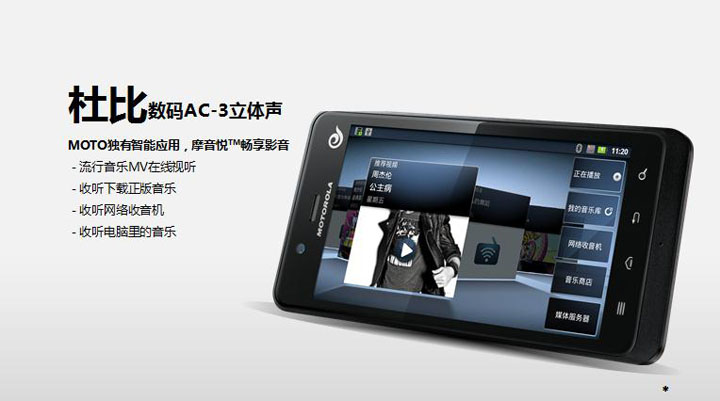 杜比数码AC-3立体声
MOTO独有智能应用，摩音悦™畅享影音
- 流行音乐MV在线视听
- 收听下载正版音乐
- 收听网络收音机
- 收听电脑里的音乐
MOTOROLA
11:20
推荐视频
周杰伦
公主病
星期五
正在播放
我的音乐库
网络收音机
音乐商店
媒体服务器
*